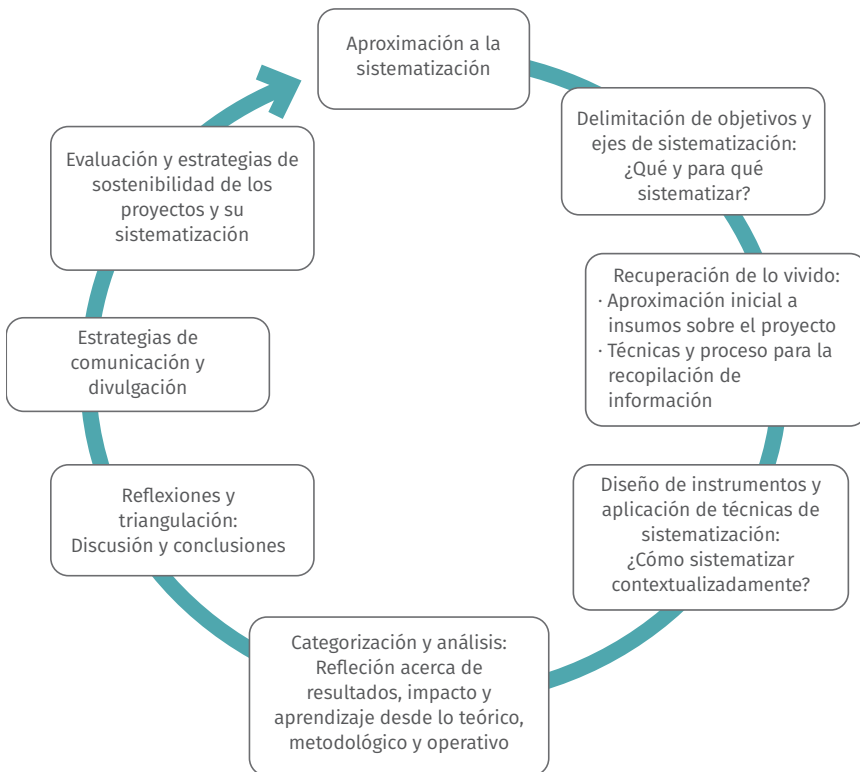 Aproximación a la
sistematización
Delimitación de objetivos y
ejes de sistematización:
¿Qué y para qué
sistematizar?
Recuperación de lo vivido:
· Aproximación inicial a
insumos sobre el proyecto
· Técnicas y proceso para la
recopilación de
información
Diseño de instrumentos y
aplicación de técnicas de
sistematización:
¿Cómo sistematizar
contextualizadamente?
Categorización y análisis:
Refleción acerca de
resultados, impacto y
aprendizaje desde lo teórico,
metodológico y operativo
Reflexiones y
triangulación:
Discusión y conclusiones
Estrategias de
comunicación y
divulgación
Evaluación y estrategias de
sostenibilidad de los
proyectos y su
sistematización